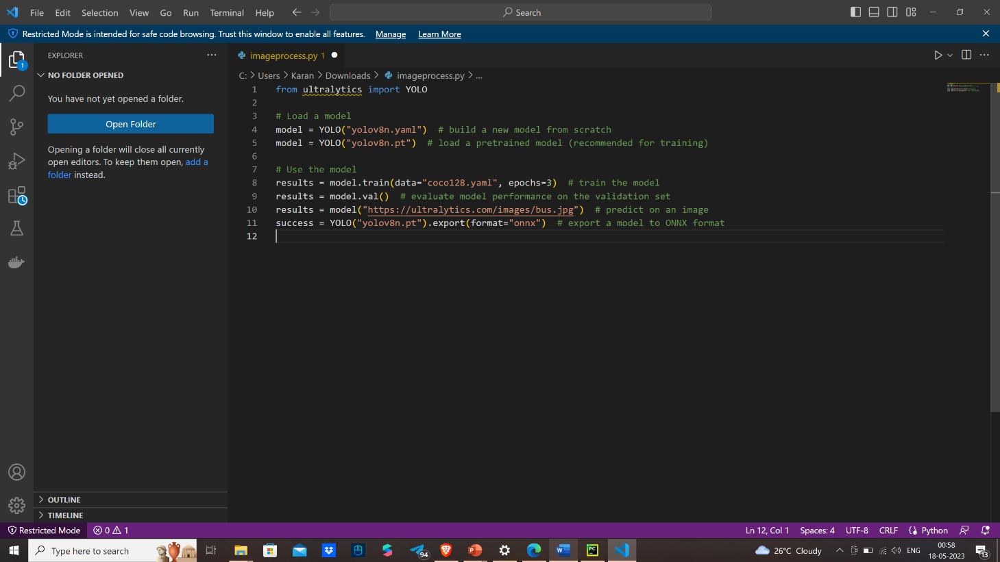 File Edit Selection View Go Run Terminal Help
Search
Restricted Mode is intended for safe code browsing. Trust this window to enable all features. Manage Learn More
1
EXPLORER
NO FOLDER OPENED
You have not yet opened a folder.
Open Folder
Opening a folder will close all currently
open editors. To keep them open, add a
folder instead.
OUTLINE
TIMELINE
imageprocess.py 1
C: > Users > Karan > Downloads > imageprocess.py > ...
1 from ultralytics import YOLO
2
3 # Load a model
4 model = YOLO("yolov8n.yaml")  # build a new model from scratch
5 model = YOLO("yolov8n.pt")  # load a pretrained model (recommended for training)
6
7 # Use the model
8 results = model.train(data="coco128.yaml", epochs=3)  # train the model
9 results = model.val()  # evaluate model performance on the validation set
10 results = model("https://ultralytics.com/images/bus.jpg")  # predict on an image
11 success = YOLO("yolov8n.pt").export(format="onnx")  # export a model to ONNX format
12
Restricted Mode 0 1 Ln 12, Col 1 Spaces: 4 UTF-8 CRLF Python
Type here to search 94 26°C Cloudy ENG 00:58
18-05-2023 13